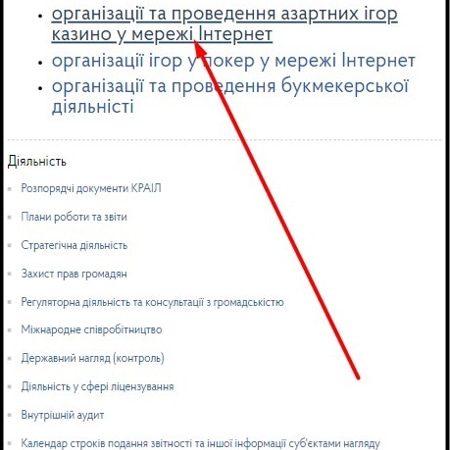 організації та проведення азартних ігор
казино у мережі Інтернет
організації ігор у покер у мережі Інтернет
організації та проведення букмекерської
діяльності
Діяльність
Розпорядчі документи КРАІЛ
Плани роботи та звіти
Стратегічна діяльність
Захист прав громадян
Регуляторна діяльність та консультації з громадськістю
Міжнародне співробітництво
Державний нагляд (контроль)
Діяльність у сфері ліцензування
Внутрішній аудит
Календар строків подання звітності та іншої інформації суб'єктами нагляду